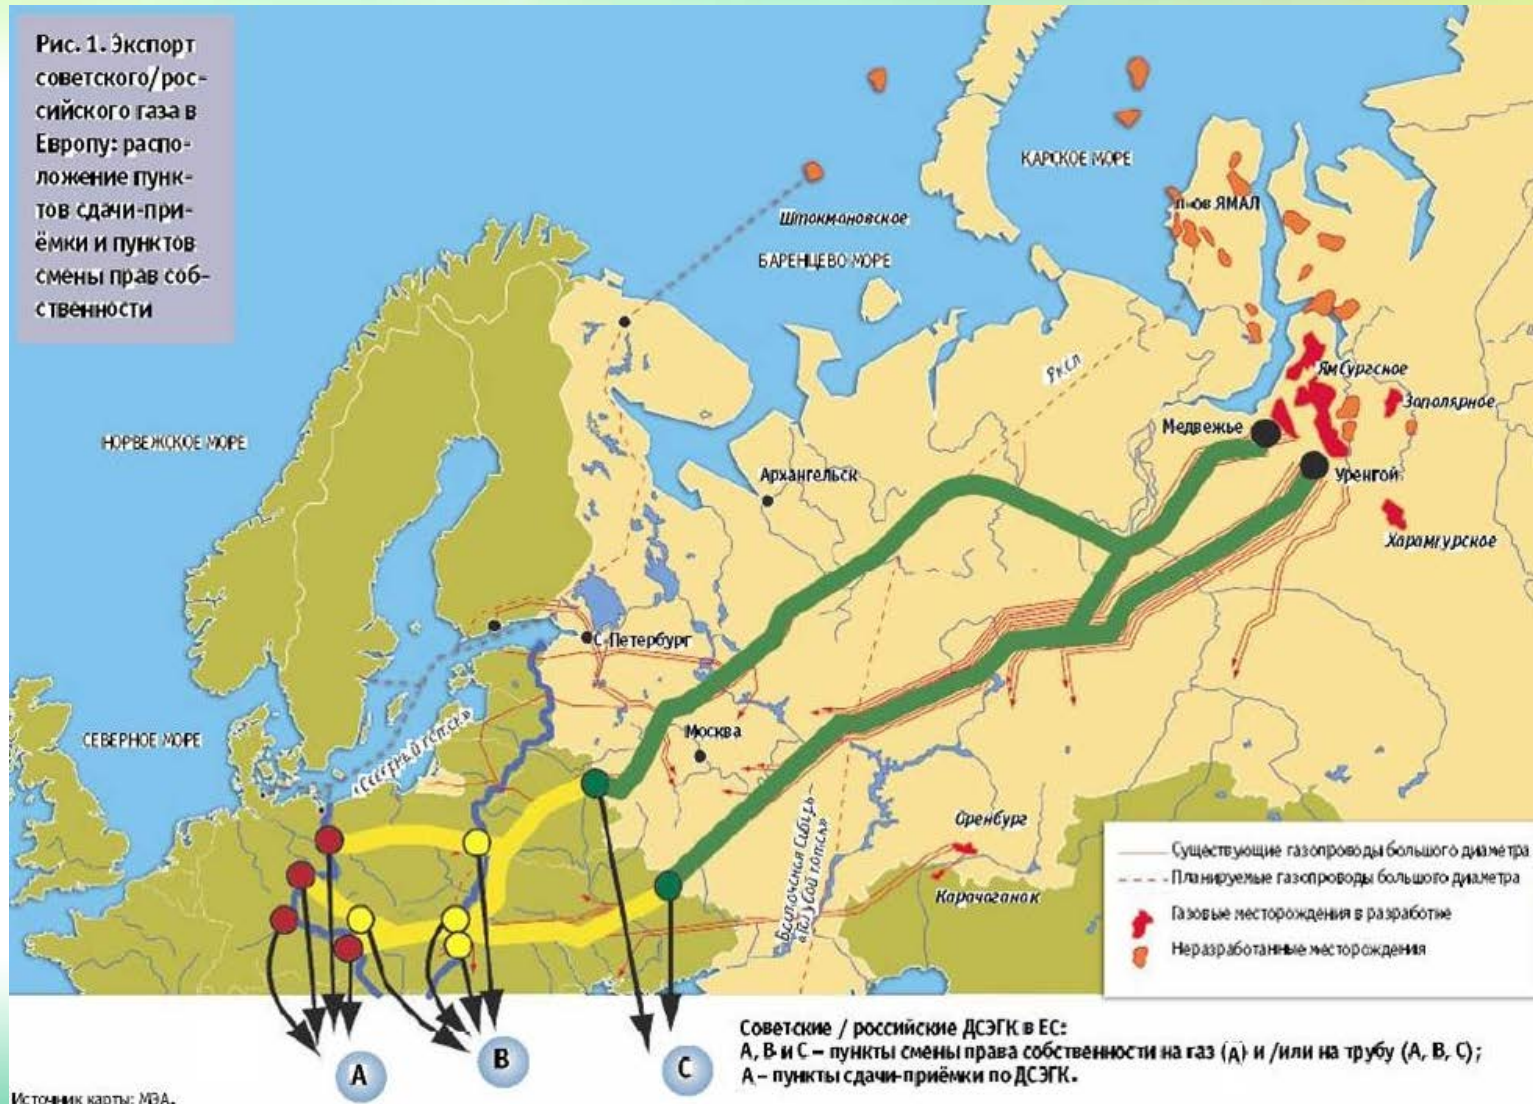 Рис. 1. Экспорт
советского/рос-
сийского газа в
Европу: распо-
ложение пунк-
тов сдачи-при-
ёмки и пунктов
смены прав соб-
ственности
КАРСКОЕ МОРЕ
п-ов ЯМАЛ
Штокмановское
БАРЕНЦЕВО МОРЕ
Ямбургское
Заполярное
Медвежье
НОРВЕЖСКОЕ МОРЕ
Архангельск
Уренгой
С.-Петербург
Москва
СЕВЕРНОЕ МОРЕ
«Северный поток»
«Голубой поток»
Оренбург
Карачаганак
Существующие газопроводы большого диаметра
Планируемые газопроводы большого диаметра
Газовые месторождения в разработке
Неразработанные месторождения
A
B
C
Советские / российские ДСЭГК в ЕС:
А, В и С – пункты смены права собственности на газ (А) и /или на трубу (А, В, С);
А – пункты сдачи-приёмки по ДСЭГК.
Источник карты: МЭА.